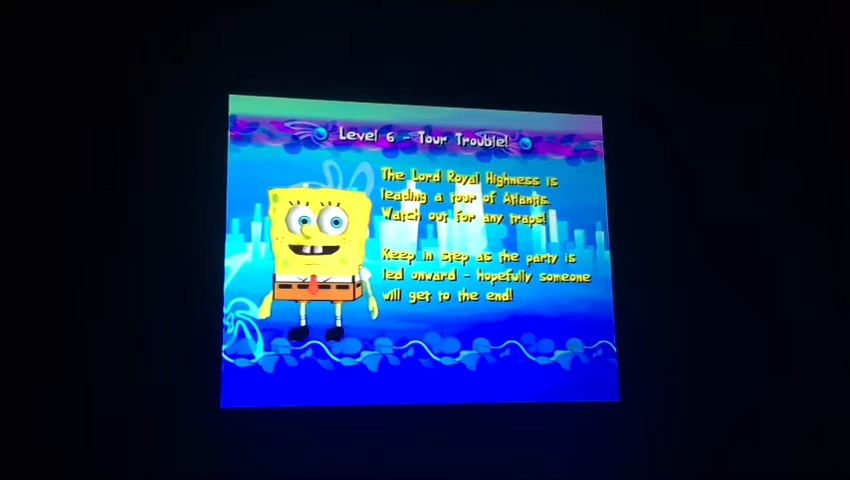 Level 6 - Tour Trouble!
The Lord Royal Highness is
leading a tour of Atlantis.
Watch out for any traps!
Keep in step as the party is
led onward - hopefully someone
will get to the end!